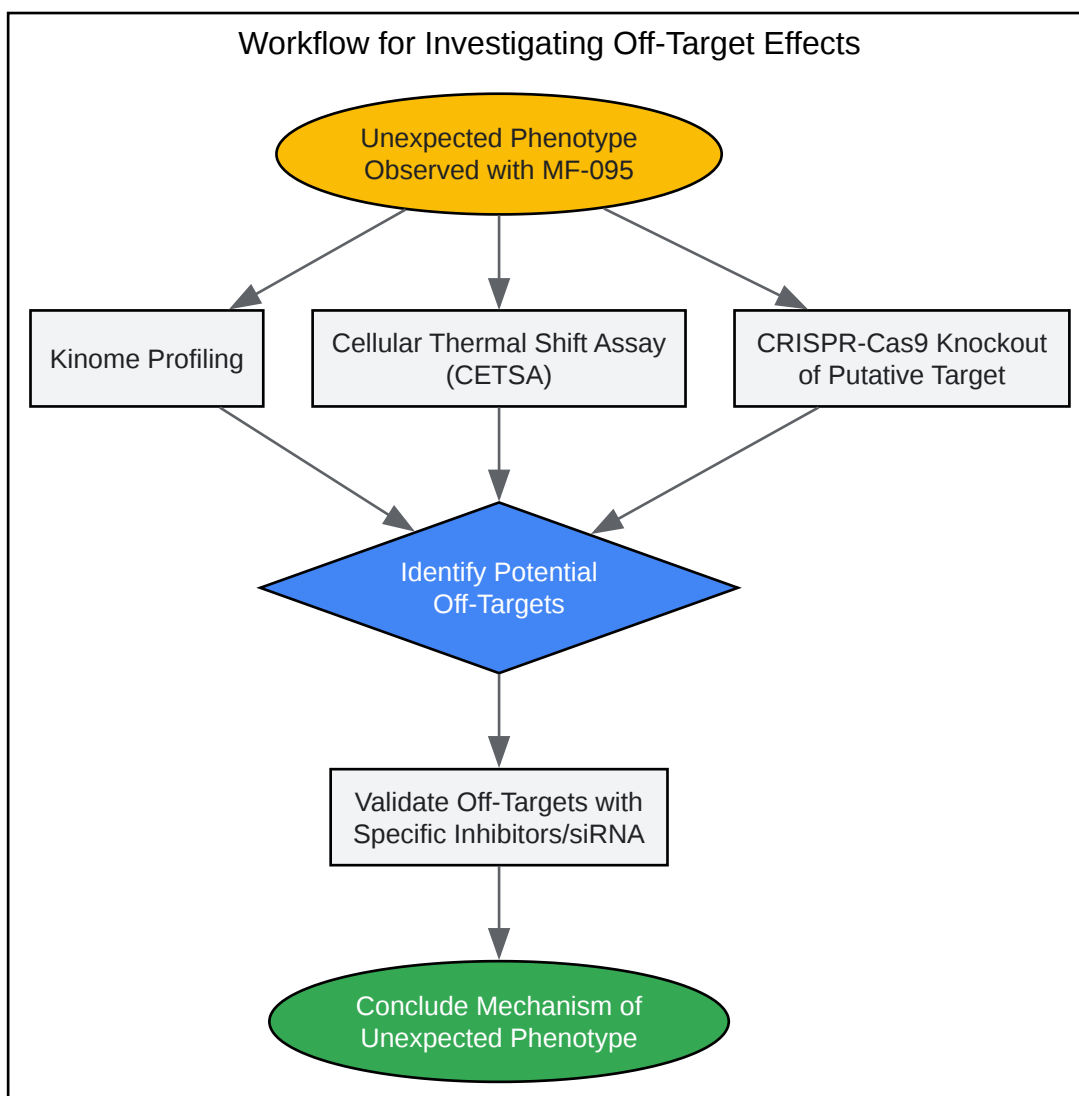 Workflow for Investigating Off-Target Effects
Unexpected Phenotype
Observed with MF-095
Kinome Profiling
Cellular Thermal Shift Assay
(CETSA)
CRISPR-Cas9 Knockout
of Putative Target
Identify Potential
Off-Targets
Validate Off-Targets with
Specific Inhibitors/siRNA
Conclude Mechanism of
Unexpected Phenotype